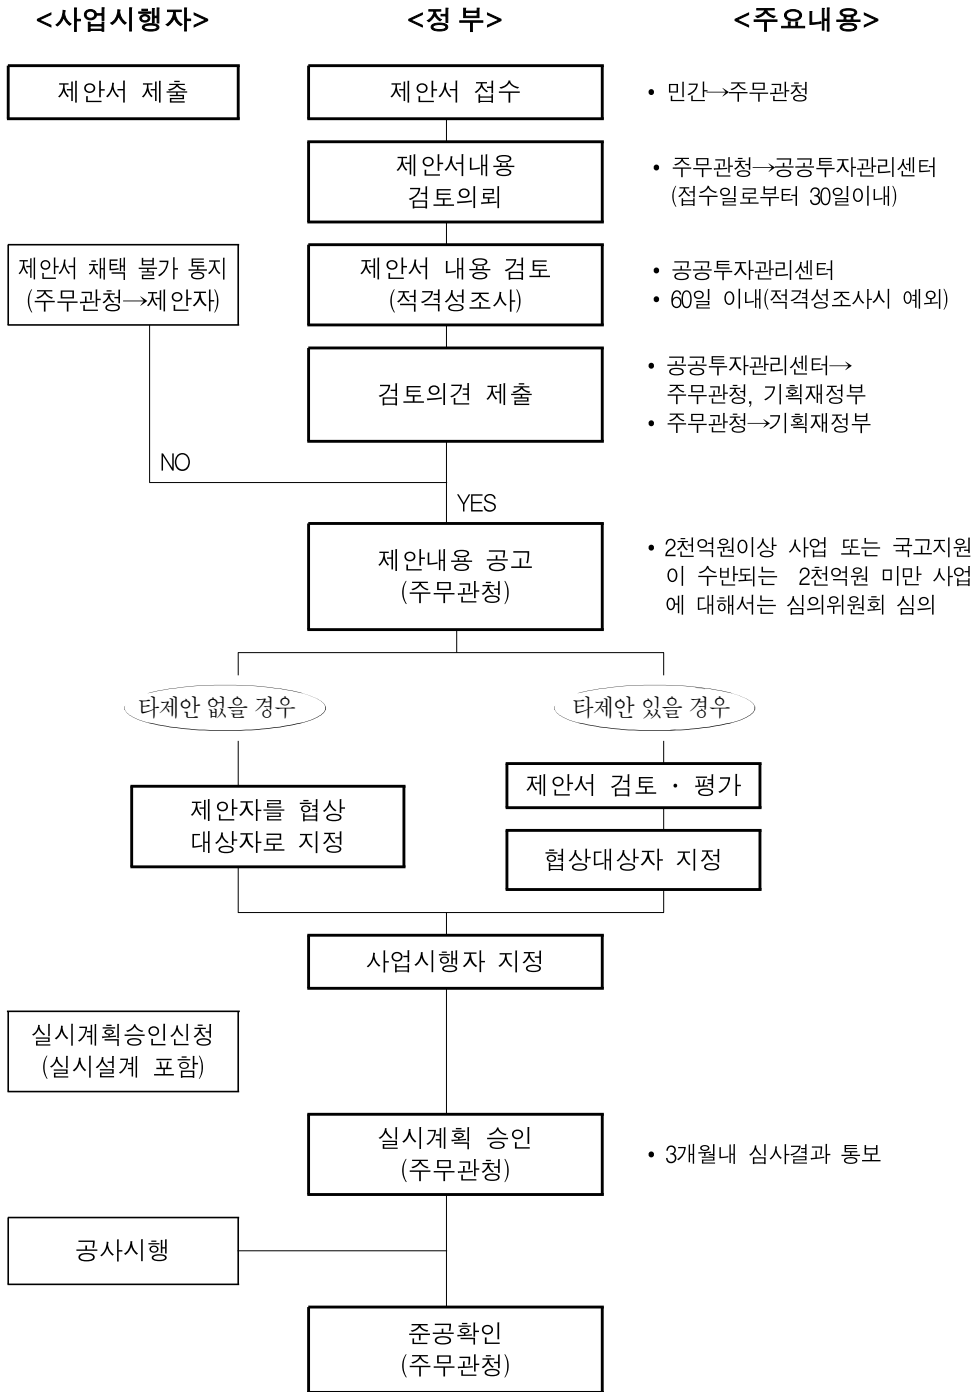 <사업시행자>
<정 부>
<주요내용>
제안서 제출
제안서 접수
• 민간→주무관청
제안서내용
검토의뢰
• 주무관청→공공투자관리센터
(접수일로부터 30일이내)
제안서 채택 불가 통지
(주무관청→제안자)
제안서 내용 검토
(적격성조사)
• 공공투자관리센터
• 60일 이내(적격성조사시 예외)
검토의견 제출
• 공공투자관리센터→
주무관청, 기획재정부
• 주무관청→기획재정부
NO
YES
제안내용 공고
(주무관청)
• 2천억원이상 사업 또는 국고지원
이 수반되는 2천억원 미만 사업
에 대해서는 심의위원회 심의
타제안 없을 경우
타제안 있을 경우
제안자를 협상
대상자로 지정
제안서 검토 · 평가
협상대상자 지정
사업시행자 지정
실시계획승인신청
(실시설계 포함)
실시계획 승인
(주무관청)
• 3개월내 심사결과 통보
공사시행
준공확인
(주무관청)